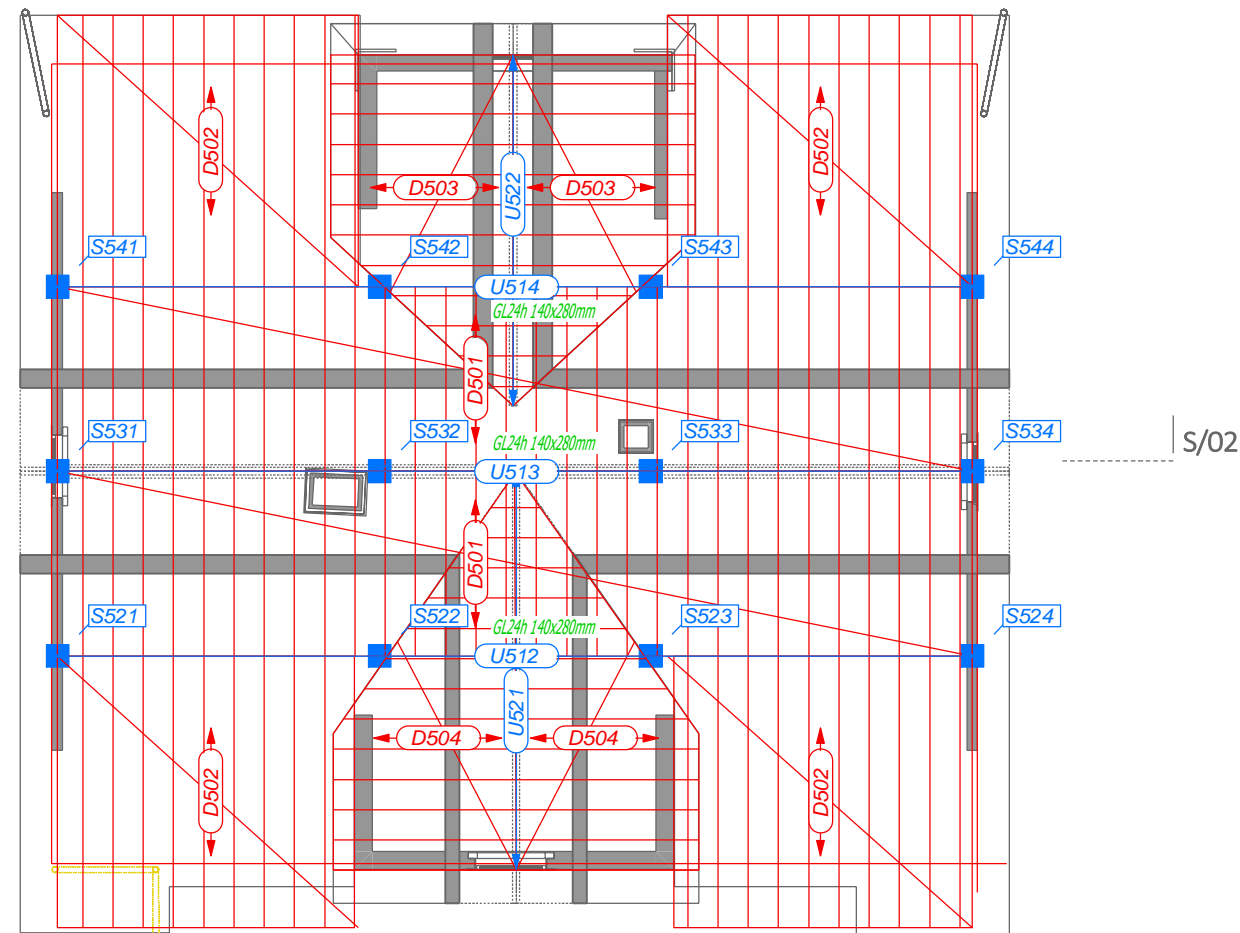 D502
D502
D503
D503
U522
S541
S542
S543
S544
U514
GL24h 140x280mm
D501
S531
S532
GL24h 140x280mm
S533
S534
S/02
U513
D501
S521
S522
GL24h 140x280mm
S523
S524
U512
U521
D504
D504
D502
D502